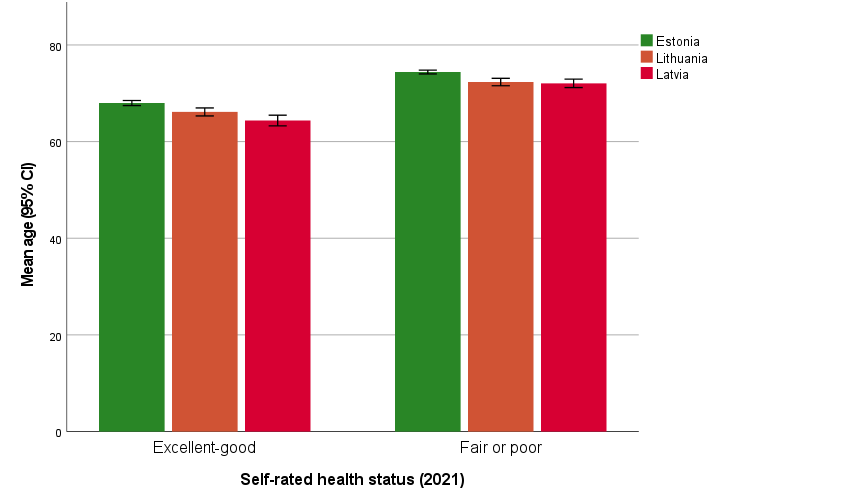 Mean age (95% CI)
80
60
40
20
0
Excellent-good
Fair or poor
Self-rated health status (2021)
Estonia
Lithuania
Latvia